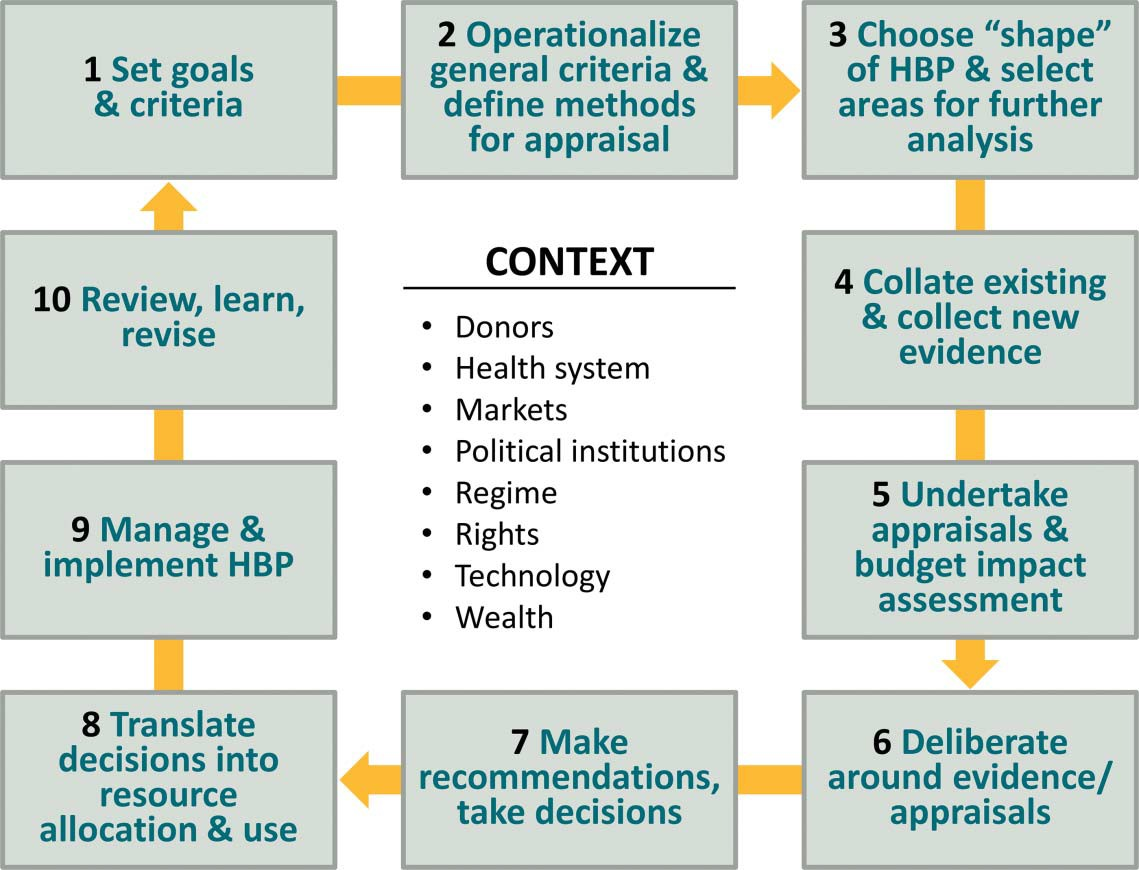 1 Set goals
& criteria
2 Operationalize
general criteria &
define methods
for appraisal
3 Choose “shape”
of HBP & select
areas for further
analysis
4 Collate existing
& collect new
evidence
5 Undertake
appraisals &
budget impact
assessment
6 Deliberate
around evidence/
appraisals
7 Make
recommendations,
take decisions
8 Translate
decisions into
resource
allocation & use
9 Manage &
implement HBP
10 Review, learn,
revise
CONTEXT
• Donors
• Health system
• Markets
• Political institutions
• Regime
• Rights
• Technology
• Wealth